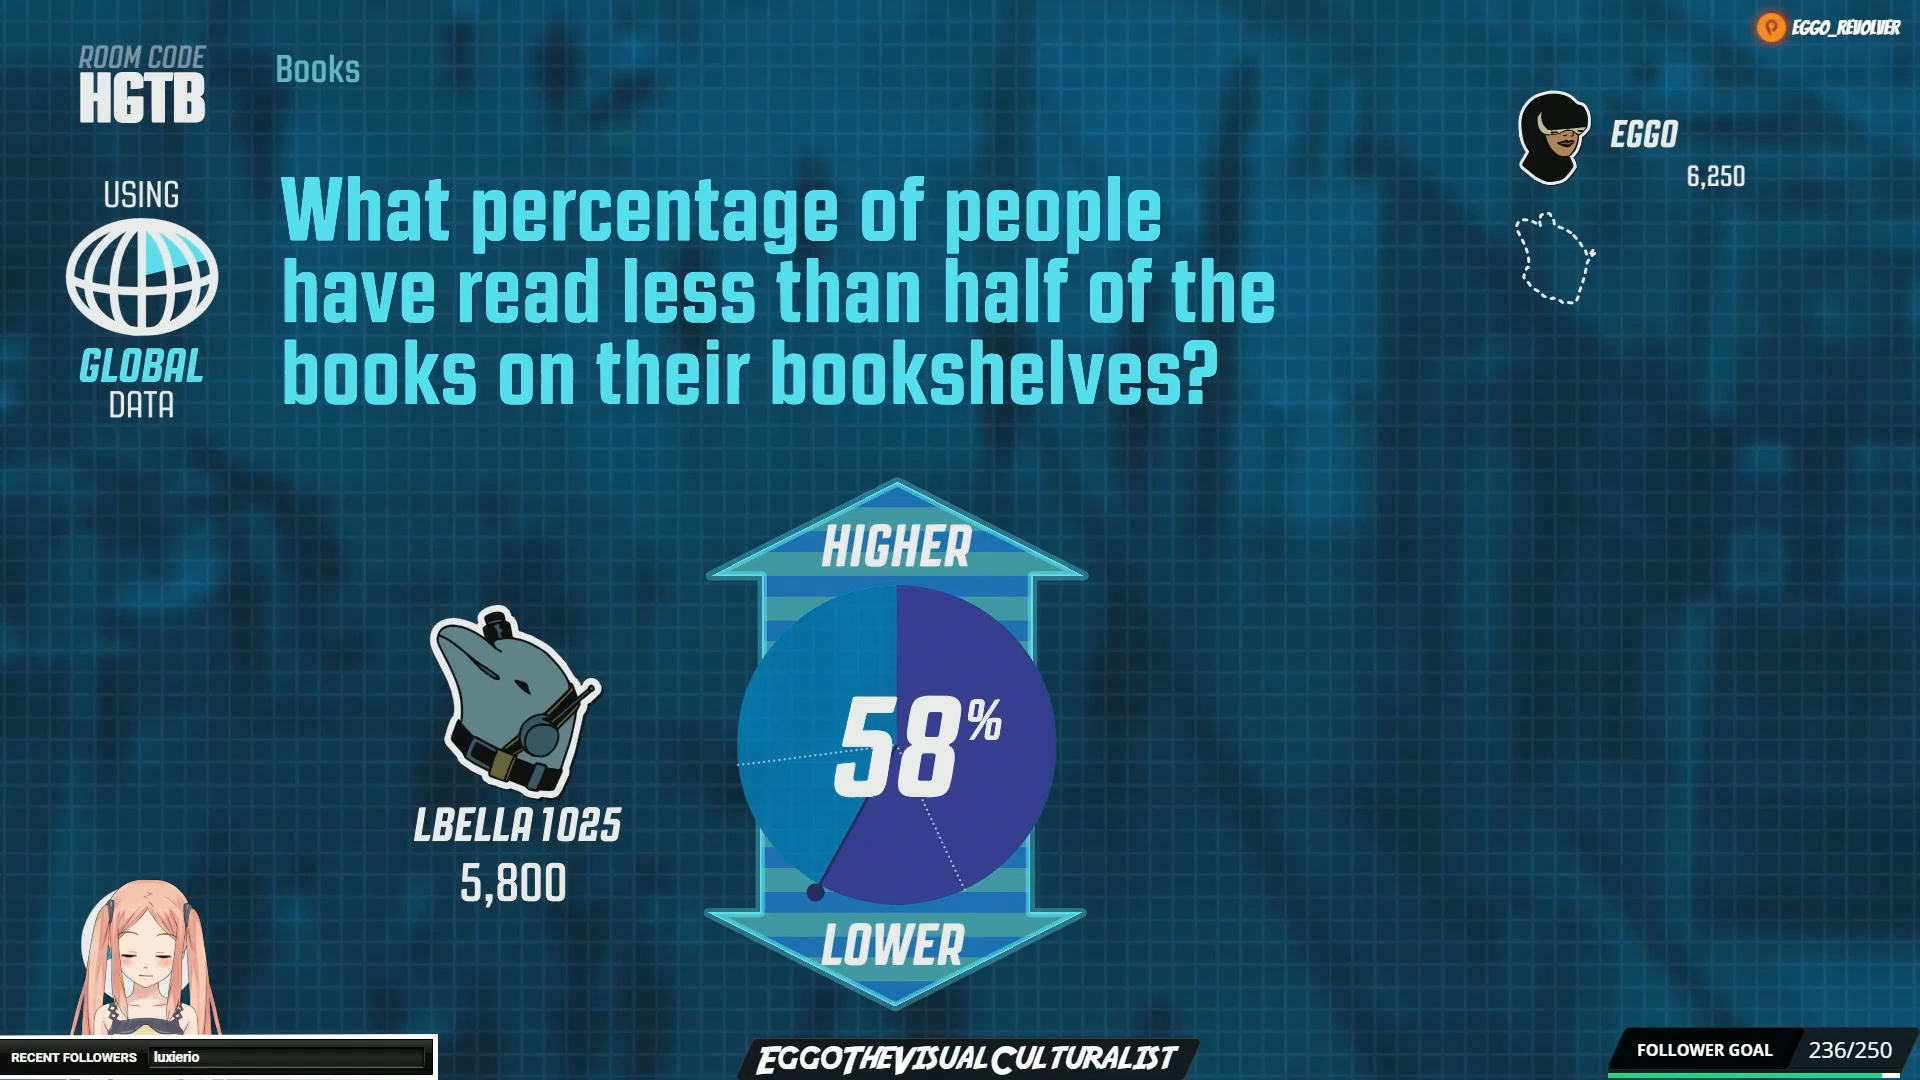 ROOM CODE
HGTB
Books
EGGO_REVOLVER
EGGO
6,250
USING
GLOBAL
DATA
What percentage of people
have read less than half of the
books on their bookshelves?
HIGHER
58%
LOWER
LBELLA 1025
5,800
RECENT FOLLOWERS luxierio
EGGOTHEVISUALCULTURALIST
FOLLOWER GOAL 236/250